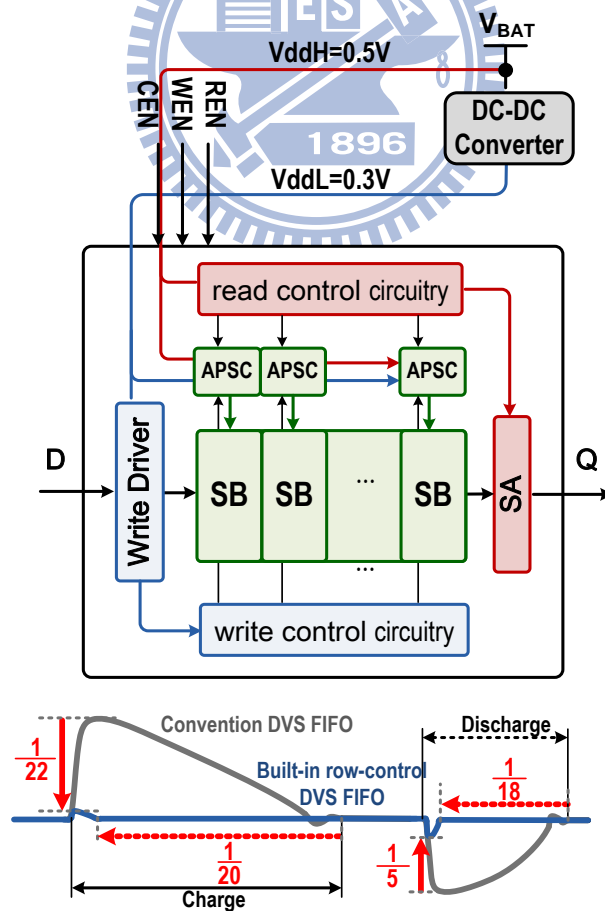 ES A
V_BAT
VddH=0.5V
CEN
WEN
REN
DC-DC
Converter
1896
VddL=0.3V
read control circuitry
APSC
APSC
APSC
D
Write Driver
SB
SB
...
SB
SA
Q
...
write control circuitry
Convention DVS FIFO
Discharge
1/22
Built-in row-control
DVS FIFO
1/18
1/20
1/5
Charge